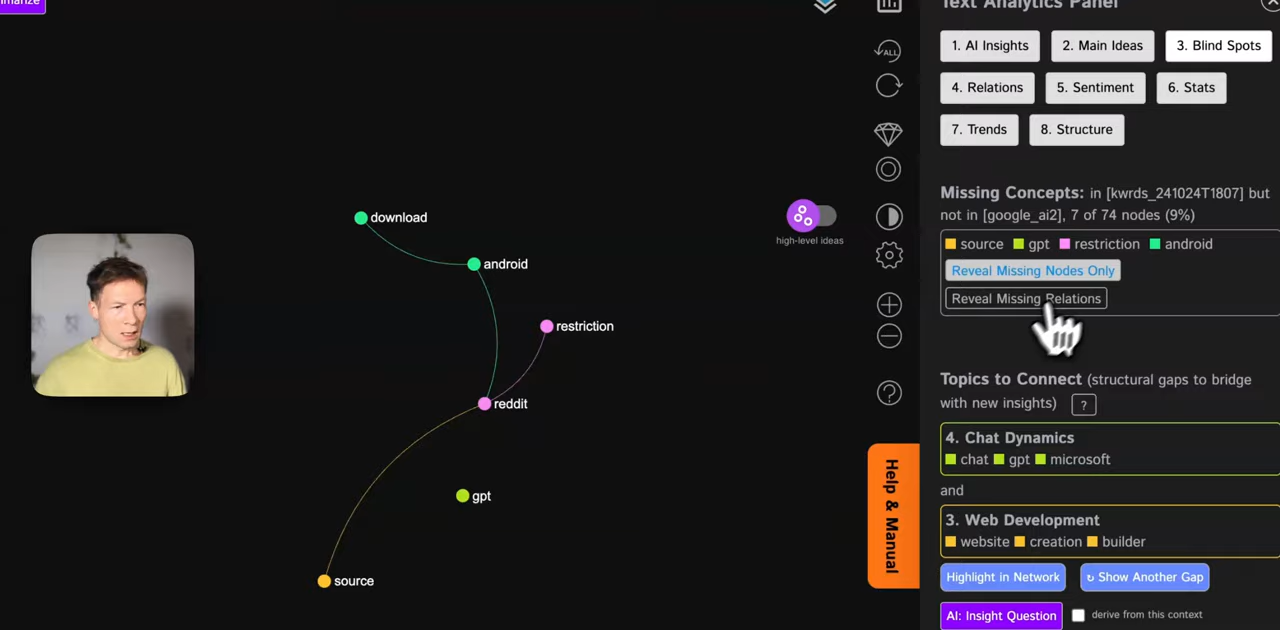 Text Analytics Panel
1. AI Insights
2. Main Ideas
3. Blind Spots
4. Relations
5. Sentiment
6. Stats
7. Trends
8. Structure
Missing Concepts: in [kwrds_241024T1807] but
not in [google_ai2], 7 of 74 nodes (9%)
source gpt restriction android
Reveal Missing Nodes Only
Reveal Missing Relations
Topics to Connect (structural gaps to bridge
with new insights) ?
4. Chat Dynamics
chat gpt microsoft
and
3. Web Development
website creation builder
Highlight in Network
↻ Show Another Gap
AI: Insight Question
derive from this context
ALL
high-level ideas
?
Help & Manual
download
android
restriction
reddit
gpt
source